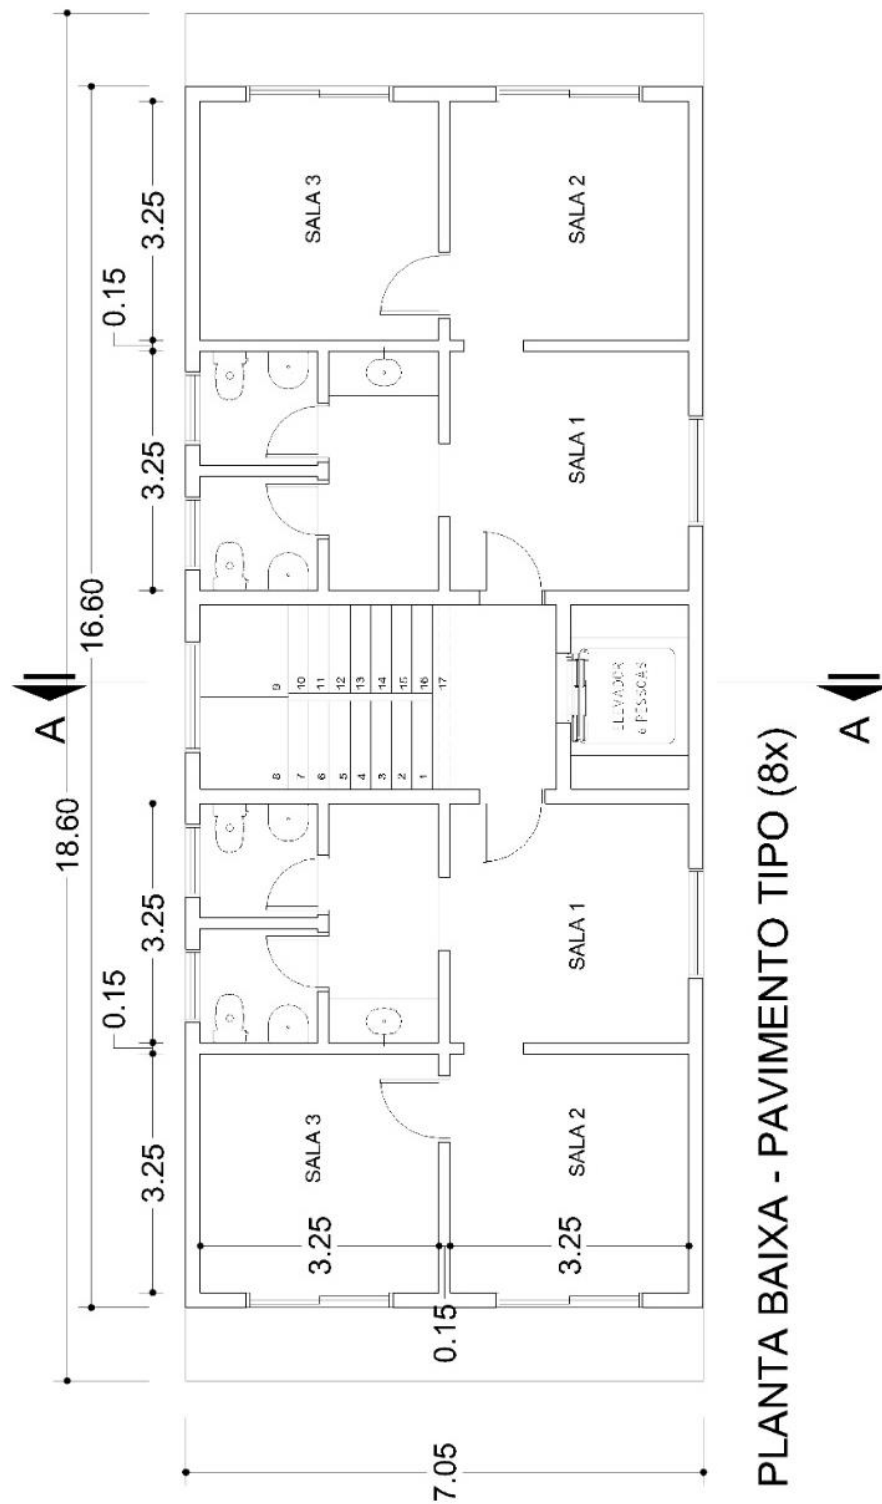 18.60
16.60
3.25
0.15
3.25
3.25
0.15
3.25
A
A
7.05
SALA 3
SALA 3
3.25
0.15
3.25
SALA 1
SALA 1
SALA 2
SALA 2
8
7
6
5
4
3
2
1
9
10
11
12
13
14
15
16
17
ELEVADOR
6 PESSOAS
PLANTA BAIXA - PAVIMENTO TIPO (8x)